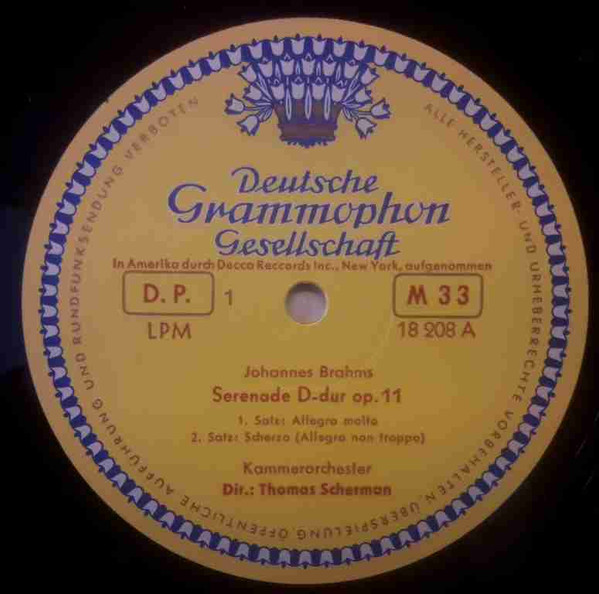 ALLE HERSTELLER- UND URHEBERRECHTE VORBEHALTEN ÜBERSPIELUNG ÖFFENTLICHE AUFFÜHRUNG UND RUNDFUNKSENDUNG VERBOTEN
Deutsche
Grammophon
Gesellschaft
In Amerika durch Decca Reccords Inc., New York, aufgenommen
D. P. 1 M 33
LPM 18 208 A
Johannes Brahms
Serenade D-dur op. 11
1. Satz: Allegro molto
2. Satz: Scherzo (Allegro non troppo)
Kammerorchester
Dir.: Thomas Scherman